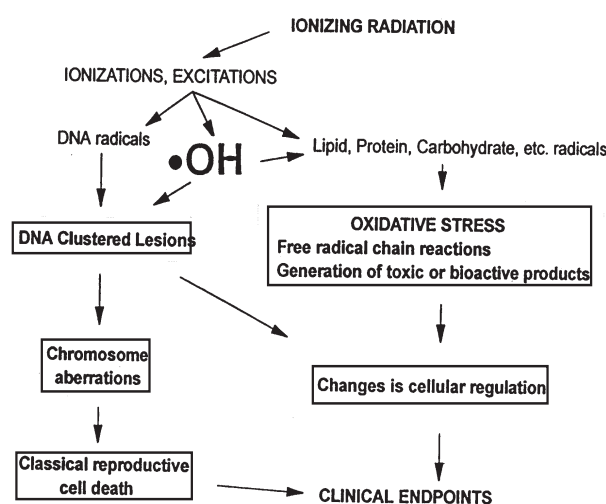 IONIZING RADIATION
IONIZATIONS, EXCITATIONS
DNA radicals
•OH
Lipid, Protein, Carbohydrate, etc. radicals
OXIDATIVE STRESS
Free radical chain reactions
Generation of toxic or bioactive products
DNA Clustered Lesions
Chromosome
aberrations
Changes is cellular regulation
Classical reproductive
cell death
CLINICAL ENDPOINTS